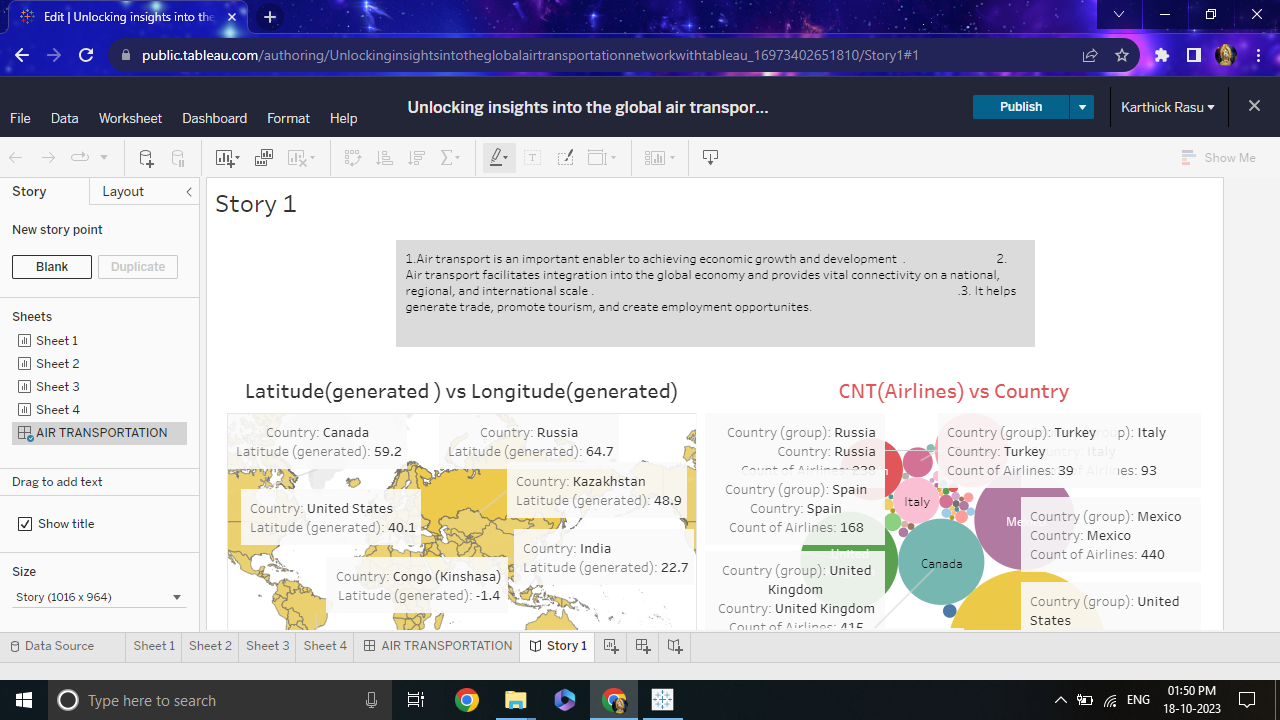 Edit | Unlocking insights into the
public.tableau.com/authoring/Unlockinginsightsintotheglobalairtransportationnetworkwithtableau_16973402651810/Story1#1
Unlocking insights into the global air transpor...
Publish
Karthick Rasu
File Data Worksheet Dashboard Format Help
Show Me
Story Layout
Story 1
New story point
Blank Duplicate
Sheets
Sheet 1
Sheet 2
Sheet 3
Sheet 4
AIR TRANSPORTATION
Drag to add text
Show title
Size
Story (1016 x 964)
1.Air transport is an important enabler to achieving economic growth and development . 2.
Air transport facilitates integration into the global economy and provides vital connectivity on a national,
regional, and international scale . .3. It helps
generate trade, promote tourism, and create employment opportunites.
Latitude(generated ) vs Longitude(generated)
Country: Canada
Latitude (generated): 59.2
Country: Russia
Latitude (generated): 64.7
Country: Kazakhstan
Latitude (generated): 48.9
Country: United States
Latitude (generated): 40.1
Country: India
Latitude (generated): 22.7
Country: Congo (Kinshasa)
Latitude (generated): -1.4
CNT(Airlines) vs Country
Country (group): Russia
Country: Russia
Count of Airlines: 238
Country (group): Turkey
Country: Turkey
Count of Airlines: 39
Italy
93
Country (group): Spain
Country: Spain
Count of Airlines: 168
Italy
Country (group): Mexico
Country: Mexico
Count of Airlines: 440
Canada
United
Country (group): United
Kingdom
Country: United Kingdom
Count of Airlines: 415
Country (group): United
States
Data Source Sheet 1 Sheet 2 Sheet 3 Sheet 4 AIR TRANSPORTATION Story 1
Type here to search
ENG
01:50 PM
18-10-2023